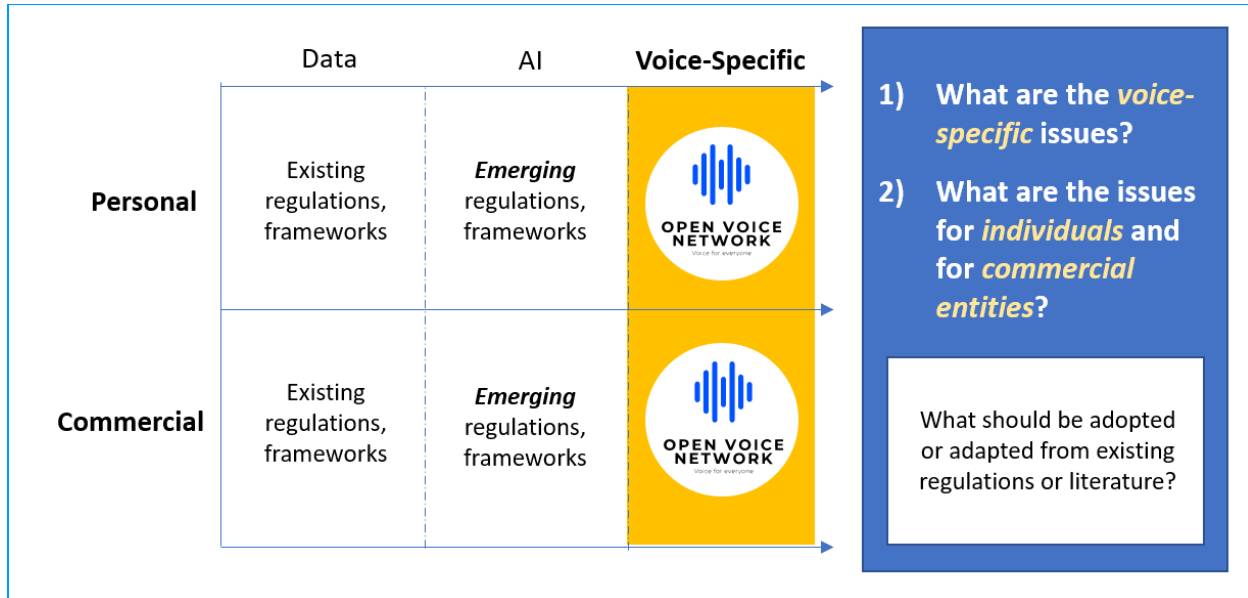 Data
AI
Voice-Specific
Personal
Existing
regulations,
frameworks
Emerging
regulations,
frameworks
OPEN VOICE
NETWORK
Voice for everyone
Commercial
Existing
regulations,
frameworks
Emerging
regulations,
frameworks
OPEN VOICE
NETWORK
Voice for everyone
1) What are the voice-
specific issues?
2) What are the issues
for individuals and
for commercial
entities?
What should be adopted
or adapted from existing
regulations or literature?